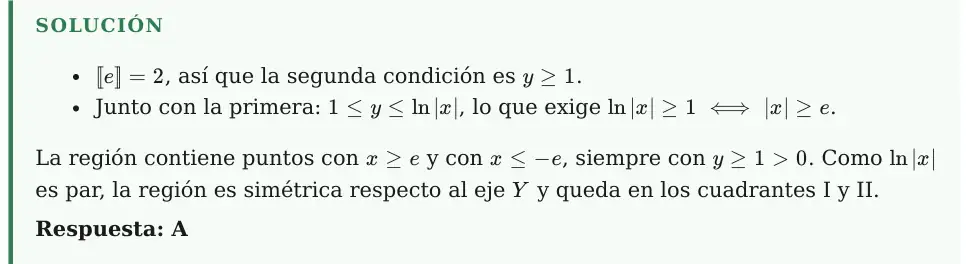 SOLUCIÓN
• ⟦e⟧ = 2, así que la segunda condición es y ≥ 1.
• Junto con la primera: 1 ≤ y ≤ ln |x|, lo que exige ln |x| ≥ 1 ⟺ |x| ≥ e.
La región contiene puntos con x ≥ e y con x ≤ −e, siempre con y ≥ 1 > 0. Como ln |x|
es par, la región es simétrica respecto al eje Y y queda en los cuadrantes I y II.
Respuesta: A